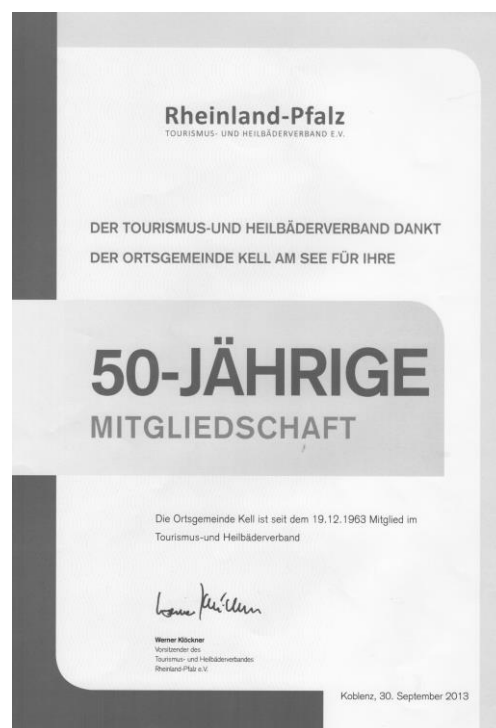 Rheinland-Pfalz
TOURISMUS- UND HEILBÄDERVERBAND E.V.
DER TOURISMUS-UND HEILBÄDERVERBAND DANKT
DER ORTSGEMEINDE KELL AM SEE FÜR IHRE
50-JÄHRIGE
MITGLIEDSCHAFT
Die Ortsgemeinde Kell ist seit dem 19.12.1963 Mitglied im
Tourismus-und Heilbäderverband
Werner Klöckner
Vorsitzender des
Tourismus- und Heilbäderverbandes
Rheinland-Pfalz e.V.
Koblenz, 30. September 2013